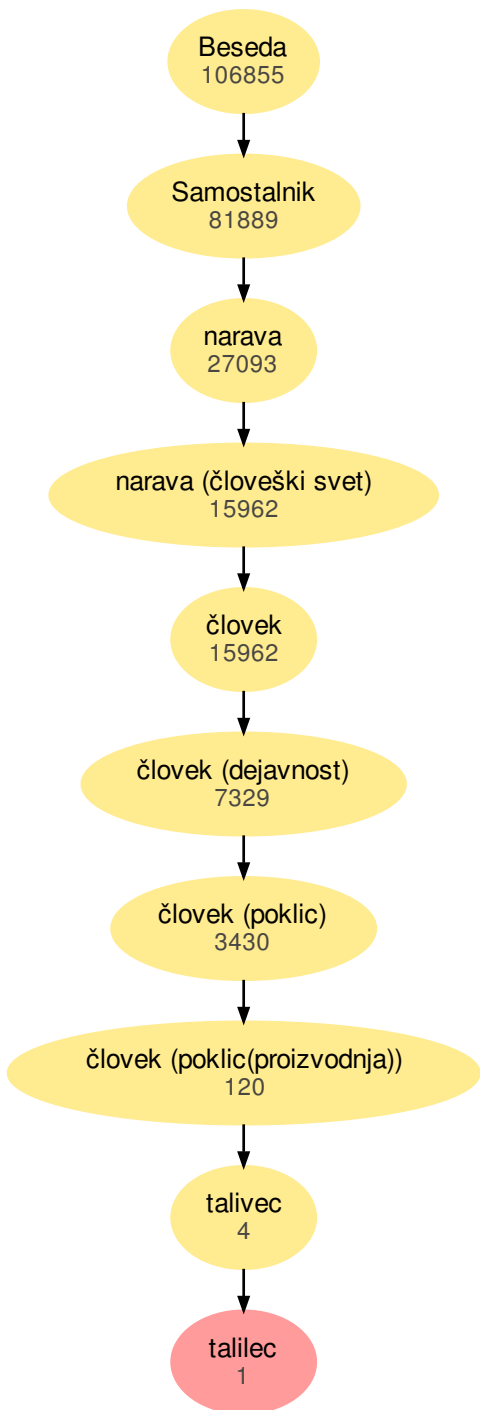 Beseda
106855
Samostalnik
81889
narava
27093
narava (človeški svet)
15962
človek
15962
človek (dejavnost)
7329
človek (poklic)
3430
človek (poklic(proizvodnja))
120
talivec
4
talilec
1